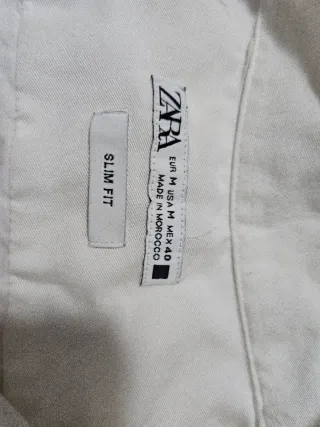 ZARA
EUR M USA M MEX 40
MADE IN MOROCCO
SLIM FIT